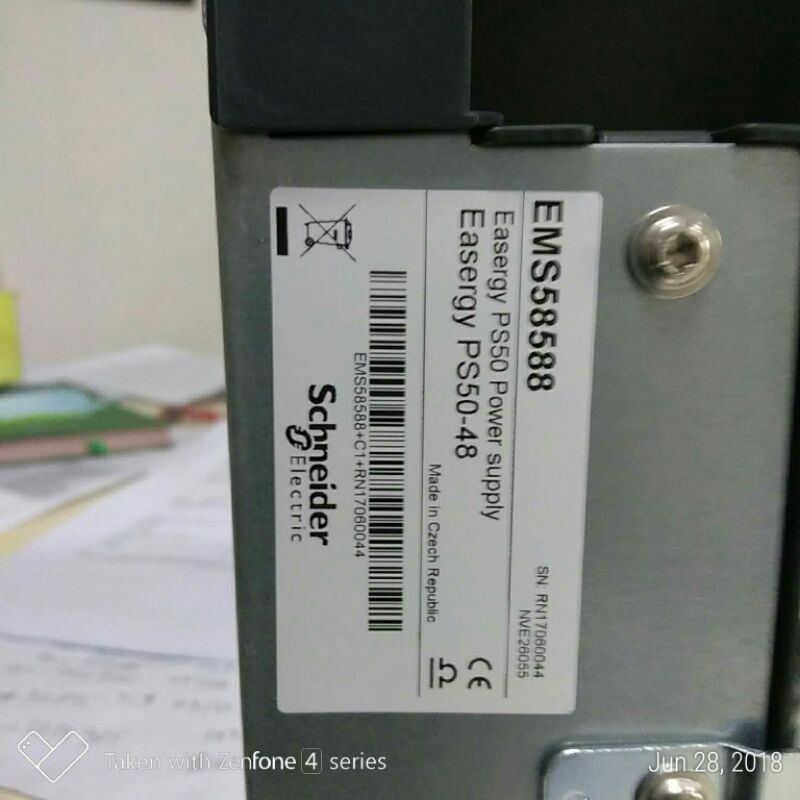 EMS58588
SN: RN17060044
NVE26055
Easergy PS50 Power supply
Easergy PS50-48
Made in Czech Republic
CE
EMS58588+C1+RN17060044
Schneider
Electric
Taken with Zenfone 4 series
Jun 28, 2018